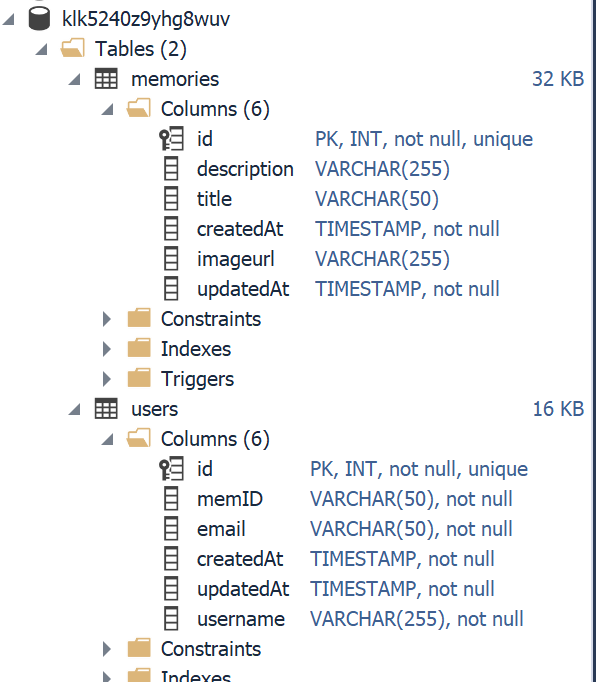 klk5240z9yhg8wuv
Tables (2)
memories 32 KB
Columns (6)
id PK, INT, not null, unique
description VARCHAR(255)
title VARCHAR(50)
createdAt TIMESTAMP, not null
imageurl VARCHAR(255)
updatedAt TIMESTAMP, not null
Constraints
Indexes
Triggers
users 16 KB
Columns (6)
id PK, INT, not null, unique
memID VARCHAR(50), not null
email VARCHAR(50), not null
createdAt TIMESTAMP, not null
updatedAt TIMESTAMP, not null
username VARCHAR(255), not null
Constraints
Indexes